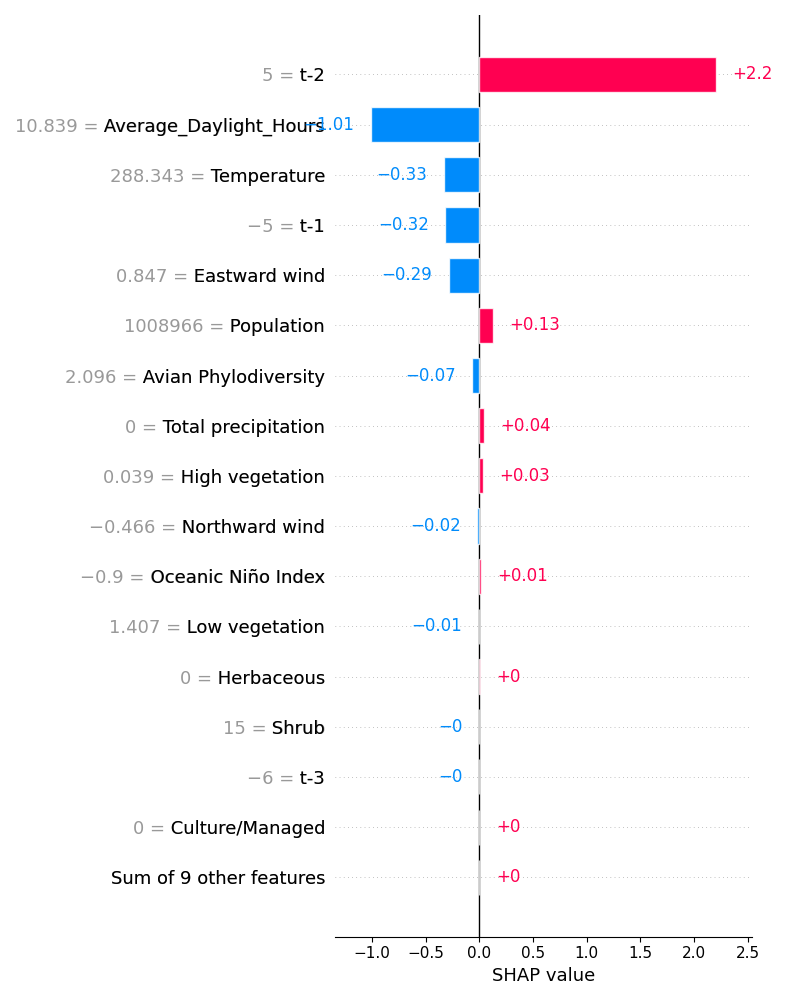 5 = t-2 +2.2
10.839 = Average_Daylight_Hours −1.01
288.343 = Temperature −0.33
−5 = t-1 −0.32
0.847 = Eastward wind −0.29
1008966 = Population +0.13
2.096 = Avian Phylodiversity −0.07
0 = Total precipitation +0.04
0.039 = High vegetation +0.03
−0.466 = Northward wind −0.02
−0.9 = Oceanic Niño Index +0.01
1.407 = Low vegetation −0.01
0 = Herbaceous +0
15 = Shrub −0
−6 = t-3 −0
0 = Culture/Managed +0
Sum of 9 other features +0
−1.0 −0.5 0.0 0.5 1.0 1.5 2.0 2.5
SHAP value